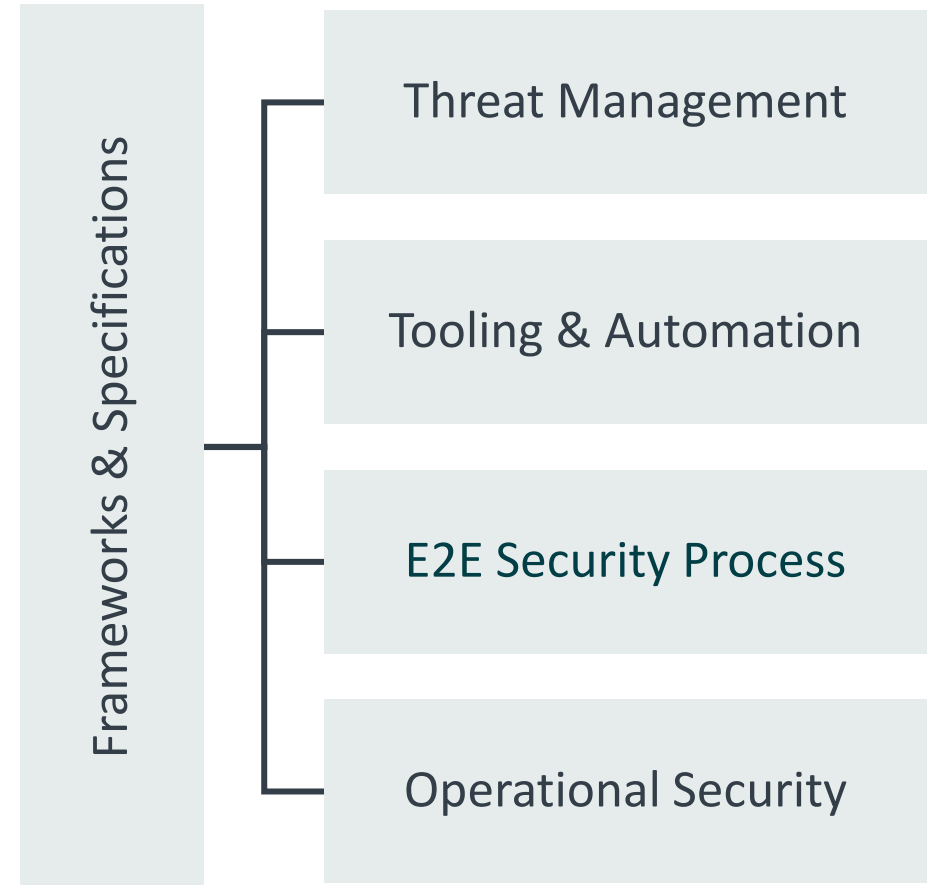 Frameworks & Specifications
Threat Management
Tooling & Automation
E2E Security Process
Operational Security